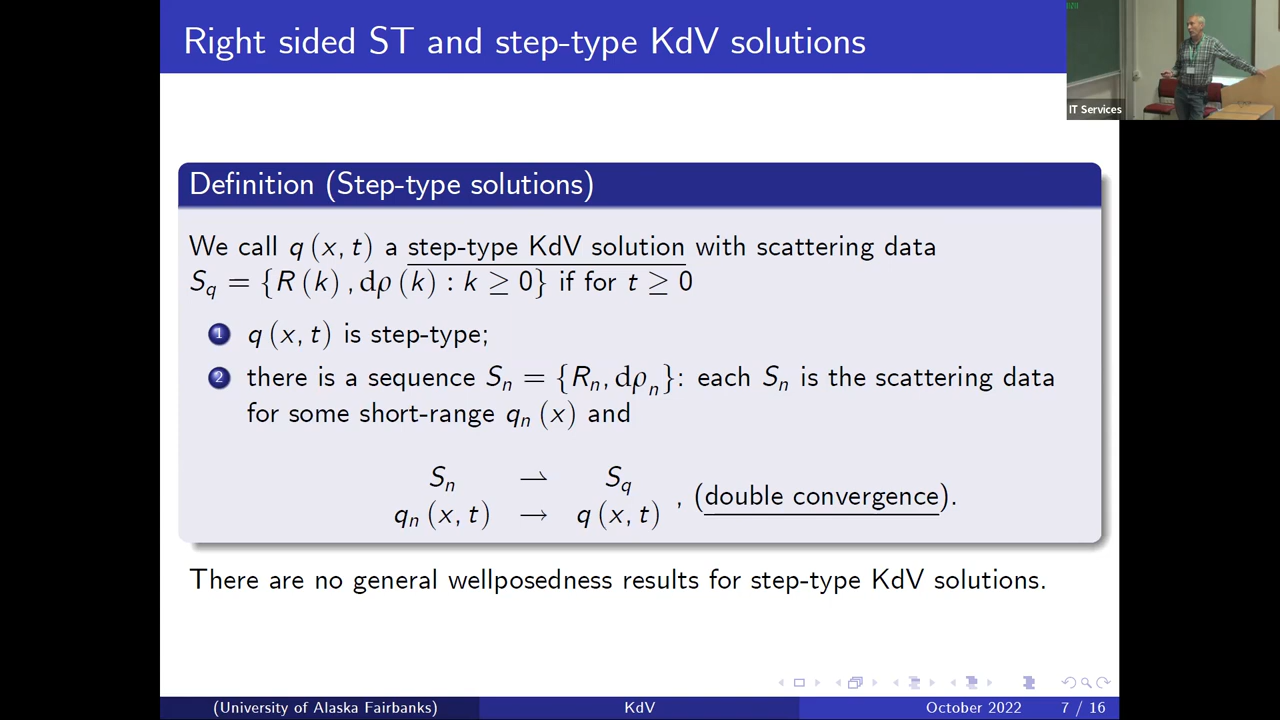 Right sided ST and step-type KdV solutions
IT Services
Definition (Step-type solutions)
We call q (x, t) a step-type KdV solution with scattering data
S_q = {R (k) , dρ (k) : k ≥ 0} if for t ≥ 0
1 q (x, t) is step-type;
2 there is a sequence S_n = {R_n, dρ_n}: each S_n is the scattering data
for some short-range q_n (x) and
S_n ⇀ S_q
q_n (x, t) → q (x, t) , (double convergence).
There are no general wellposedness results for step-type KdV solutions.
(University of Alaska Fairbanks) KdV October 2022 7 / 16